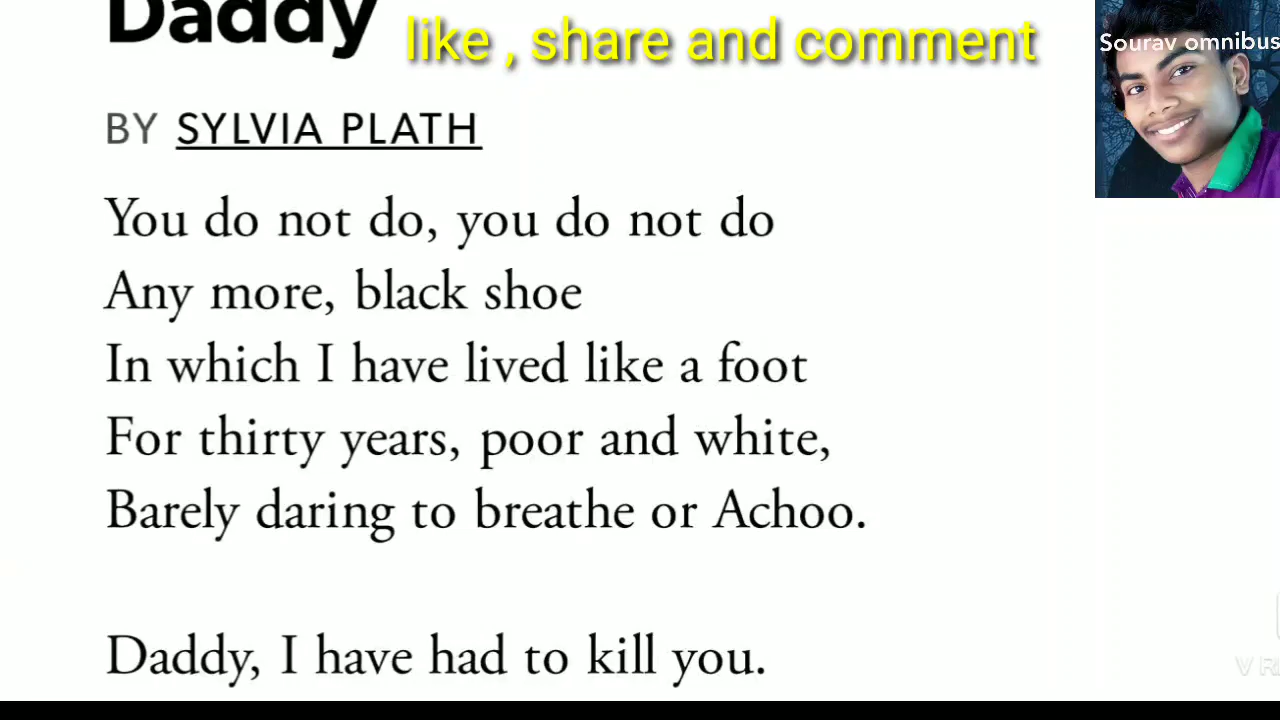 Daddy
like , share and comment
Sourav omnibus
BY SYLVIA PLATH
You do not do, you do not do
Any more, black shoe
In which I have lived like a foot
For thirty years, poor and white,
Barely daring to breathe or Achoo.
Daddy, I have had to kill you.